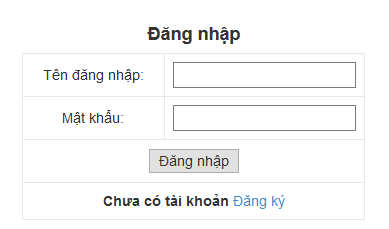 Đăng nhập
Tên đăng nhập:
Mật khẩu:
Đăng nhập
Chưa có tài khoản Đăng ký